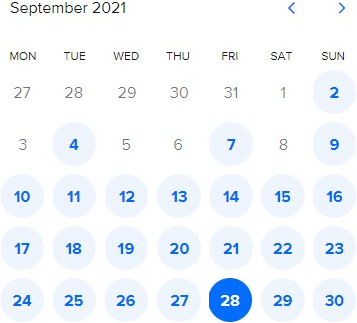 September 2021
MON TUE WED THU FRI SAT SUN
27 28 29 30 31 1 2
3 4 5 6 7 8 9
10 11 12 13 14 15 16
17 18 19 20 21 22 23
24 25 26 27 28 29 30